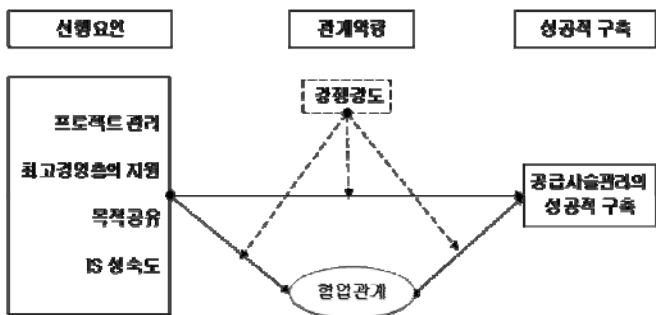 선행요인
관계역량
성공적 구축
경쟁강도
프로젝트 관리
최고경영층의 지원
목적공유
IS 성숙도
공급사슬관리의
성공적 구축
협업관계